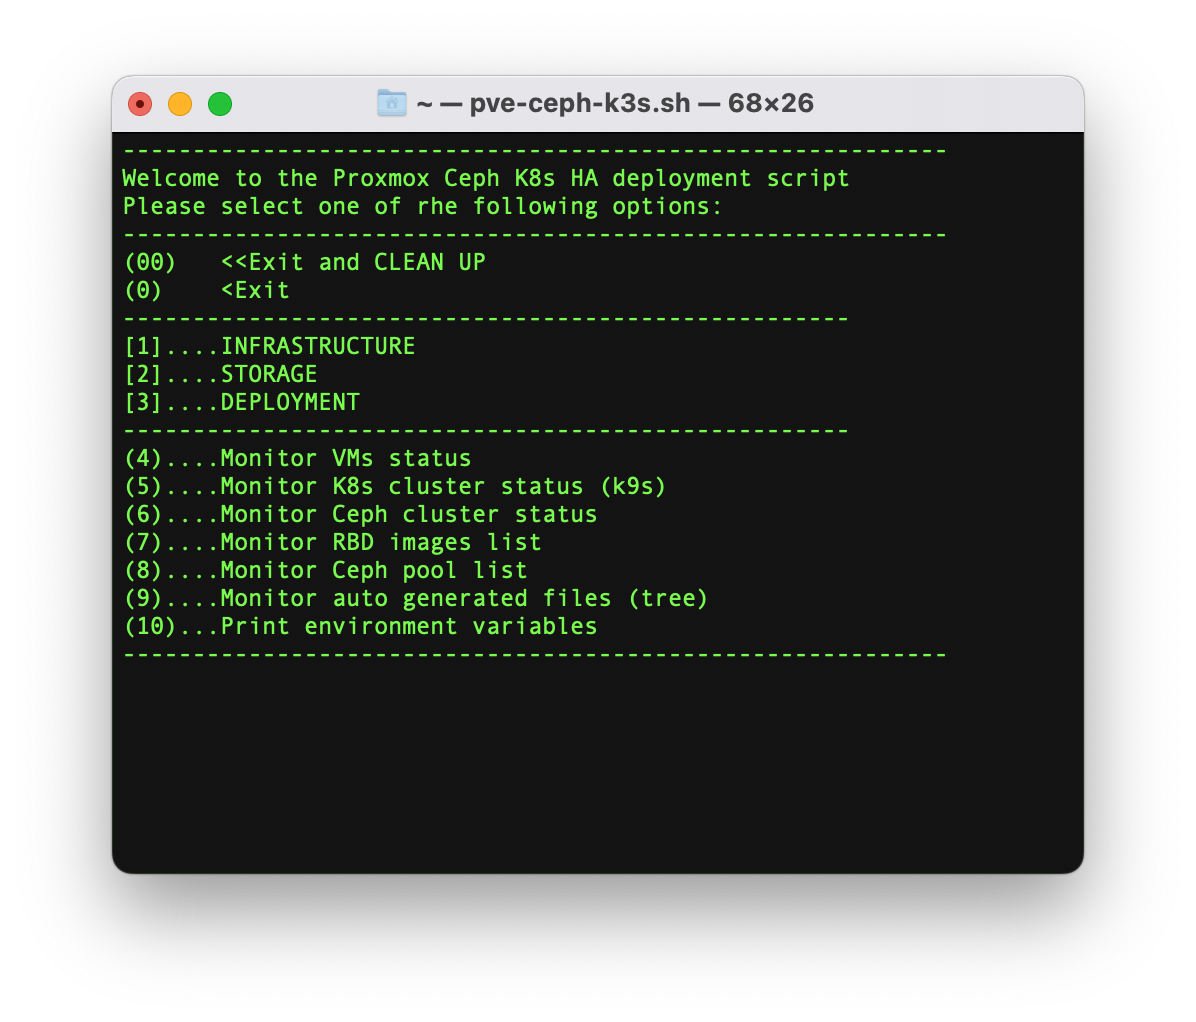 ~ — pve-ceph-k3s.sh — 68×26
-----------------------------------------------------------
Welcome to the Proxmox Ceph K8s HA deployment script
Please select one of rhe following options:
-----------------------------------------------------------
(00)   <<Exit and CLEAN UP
(0)    <Exit
----------------------------------------------------
[1]....INFRASTRUCTURE
[2]....STORAGE
[3]....DEPLOYMENT
----------------------------------------------------
(4)....Monitor VMs status
(5)....Monitor K8s cluster status (k9s)
(6)....Monitor Ceph cluster status
(7)....Monitor RBD images list
(8)....Monitor Ceph pool list
(9)....Monitor auto generated files (tree)
(10)...Print environment variables
-----------------------------------------------------------